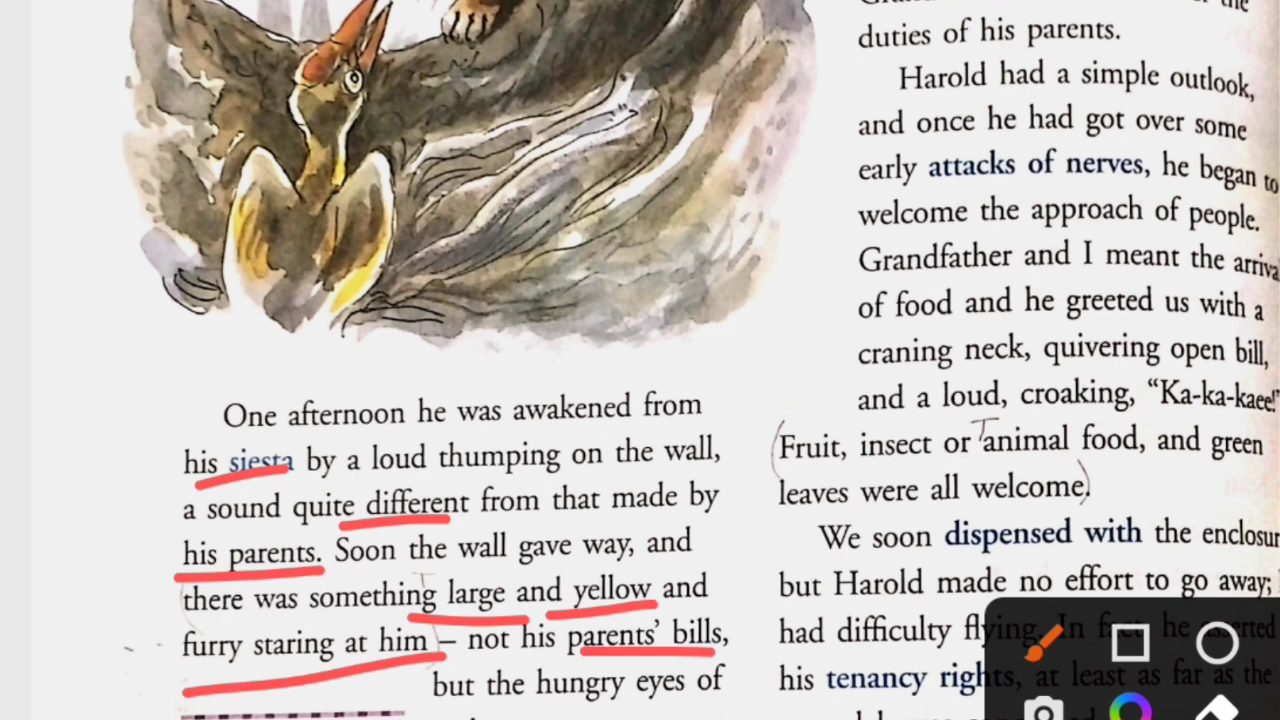 One afternoon he was awakened from
his siesta by a loud thumping on the wall,
a sound quite different from that made by
his parents. Soon the wall gave way, and
there was something large and yellow and
furry staring at him – not his parents' bills,
but the hungry eyes of
the
duties of his parents.
Harold had a simple outlook,
and once he had got over some
early attacks of nerves, he began to
welcome the approach of people.
Grandfather and I meant the arrival
of food and he greeted us with a
craning neck, quivering open bill,
and a loud, croaking, “Ka-ka-kaee!”
Fruit, insect or animal food, and green
leaves were all welcome.
We soon dispensed with the enclosur
but Harold made no effort to go away;
had difficulty flying. In fact, he asserted
his tenancy rights, at least as far as the